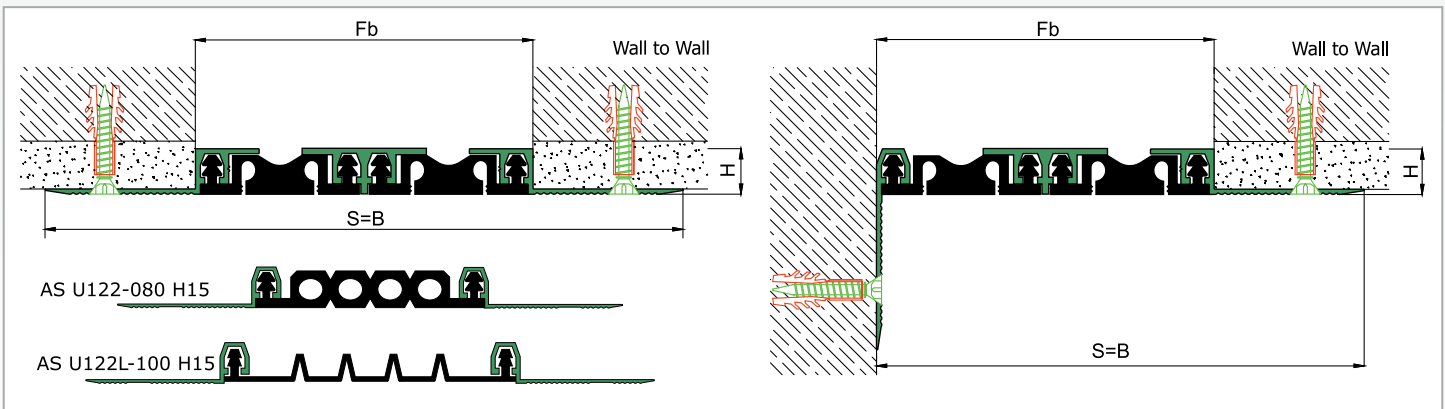 Fb
Wall to Wall
H
S=B
AS U122-080 H15
AS U122L-100 H15
Fb
Wall to Wall
H
S=B